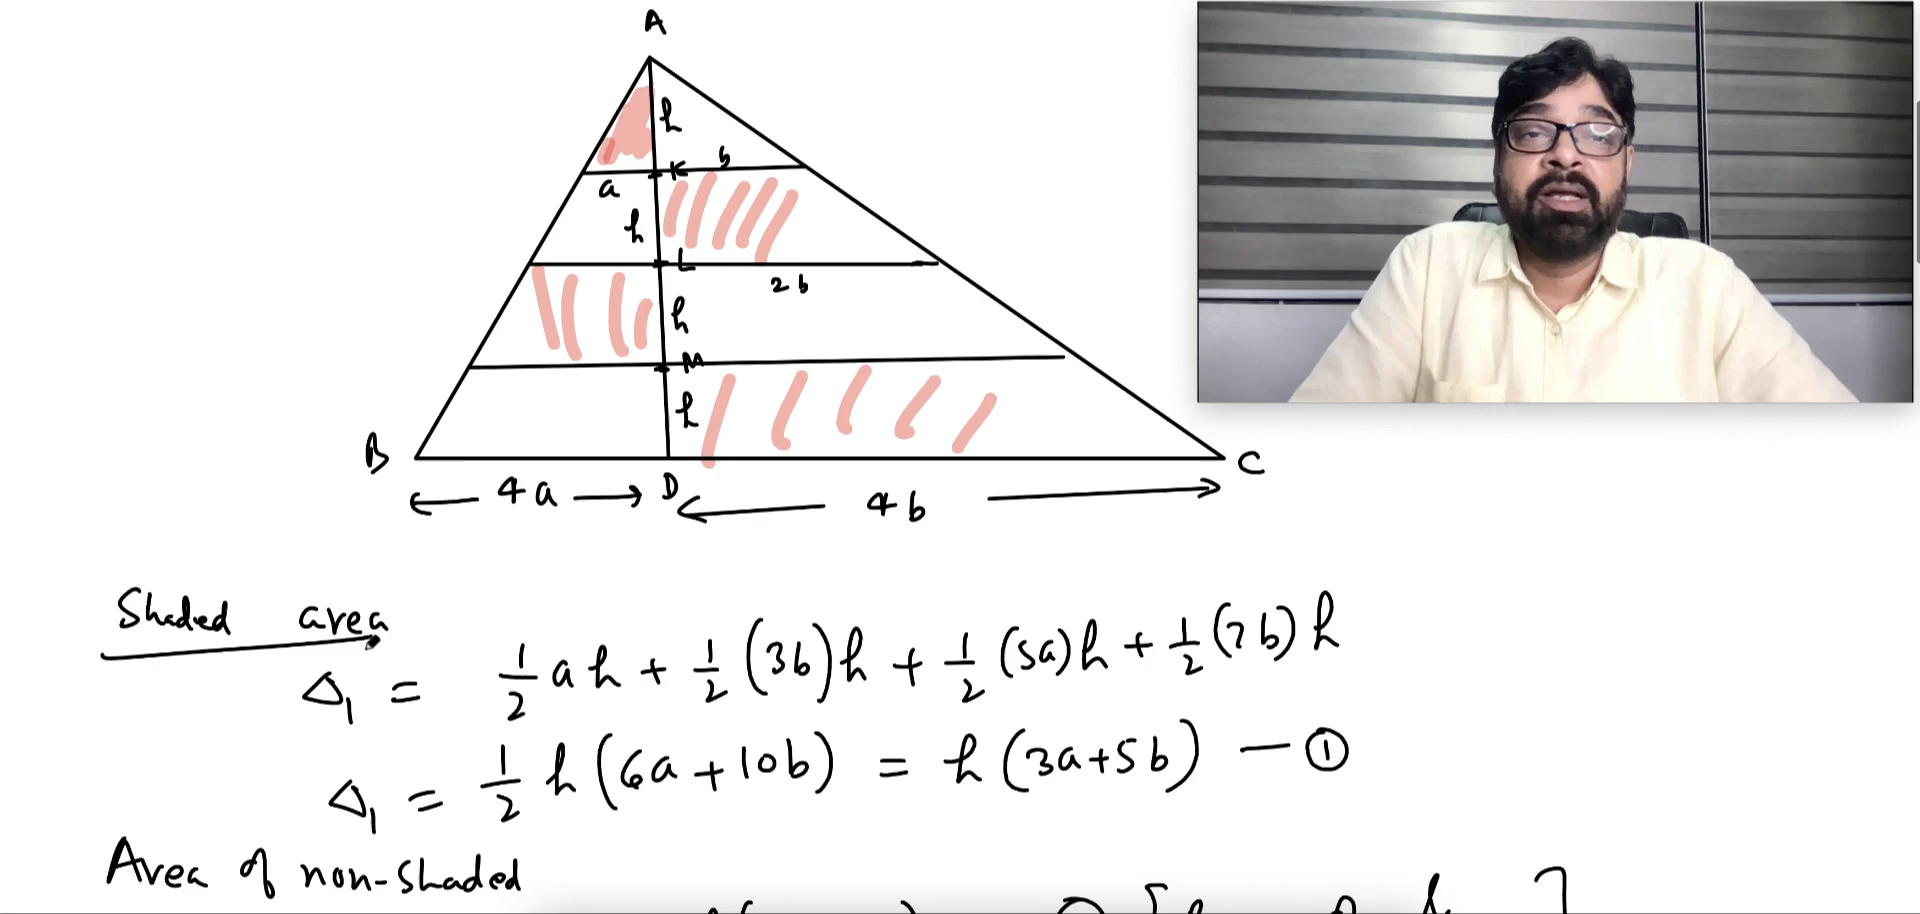 A
h
b
K
a
h
L
2b
h
M
h
B
C
4a
D
4b
Shaded area
Δ₁ = 1/2 ah + 1/2 (3b)h + 1/2 (5a)h + 1/2 (7b)h
Δ₁ = 1/2 h(6a+10b) = h(3a+5b) — ①
Area of non-shaded